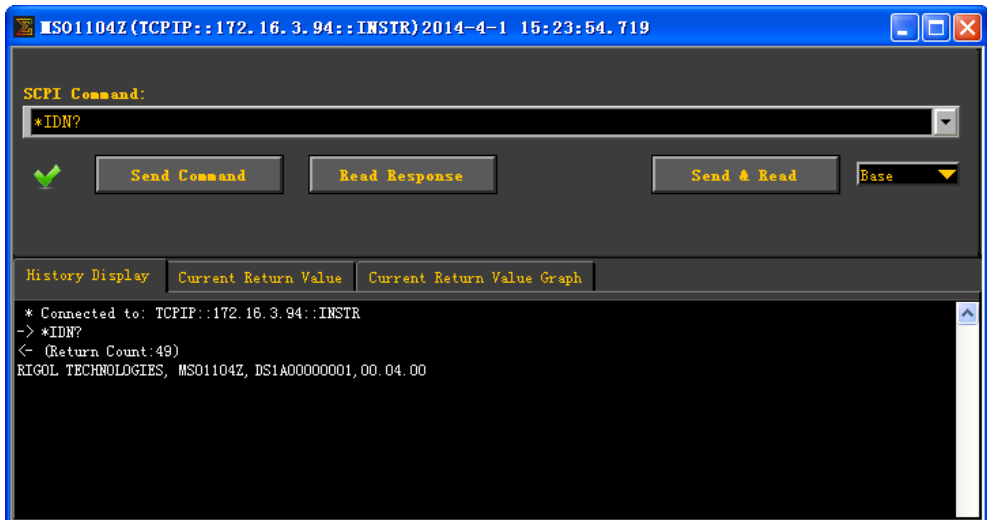 MSO1104Z(TCPIP::172.16.3.94::INSTR)2014-4-1 15:23:54.719
SCPI Command:
*IDN?
Send Command Read Response Send & Read Base
History Display Current Return Value Current Return Value Graph
* Connected to: TCPIP::172.16.3.94::INSTR
-> *IDN?
<- (Return Count:49)
RIGOL TECHNOLOGIES, MSO1104Z, DS1A00000001,00.04.00